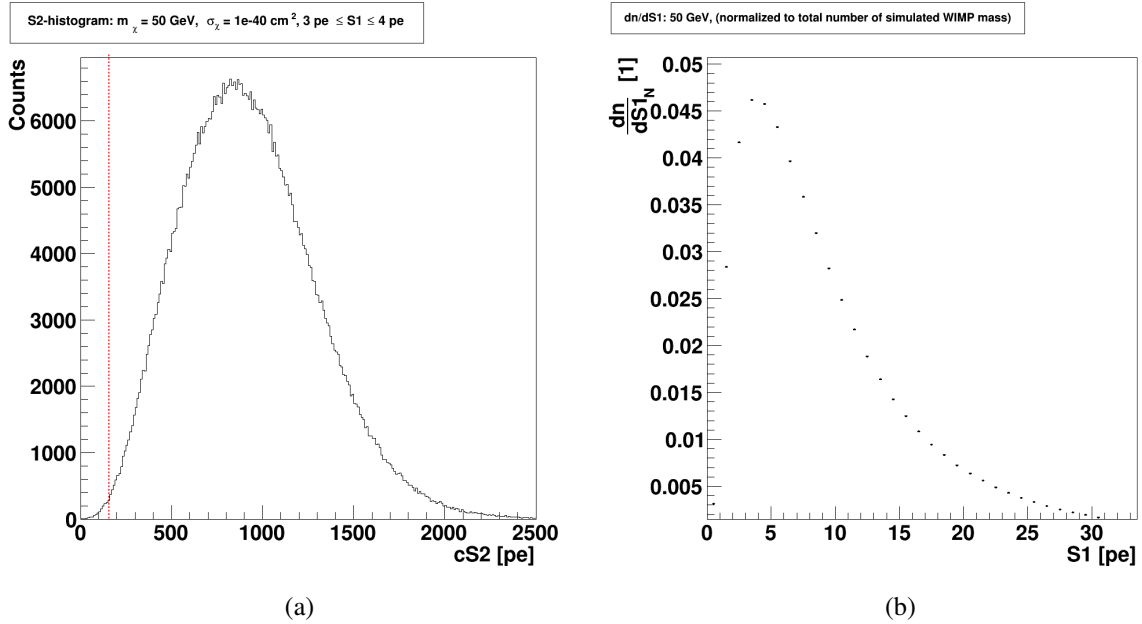 S2-histogram: m χ = 50 GeV, σχ = 1e-40 cm², 3 pe ≤ S1 ≤ 4 pe
Counts
6000
5000
4000
3000
2000
1000
0
0 500 1000 1500 2000 2500
cS2 [pe]
(a)
dn/dS1: 50 GeV, (normalized to total number of simulated WIMP mass)
dn/dS1 N [1]
0.05
0.045
0.04
0.035
0.03
0.025
0.02
0.015
0.01
0.005
0 5 10 15 20 25 30
S1 [pe]
(b)